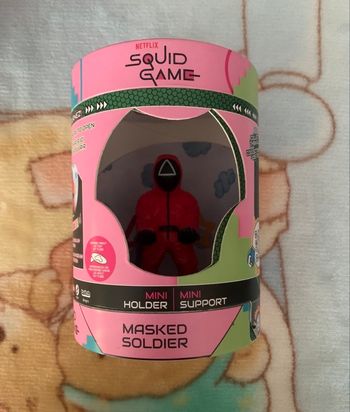 NETFLIX
SQUID
GAME
MINI
HOLDER
MINI
SUPPORT
MASKED
SOLDIER